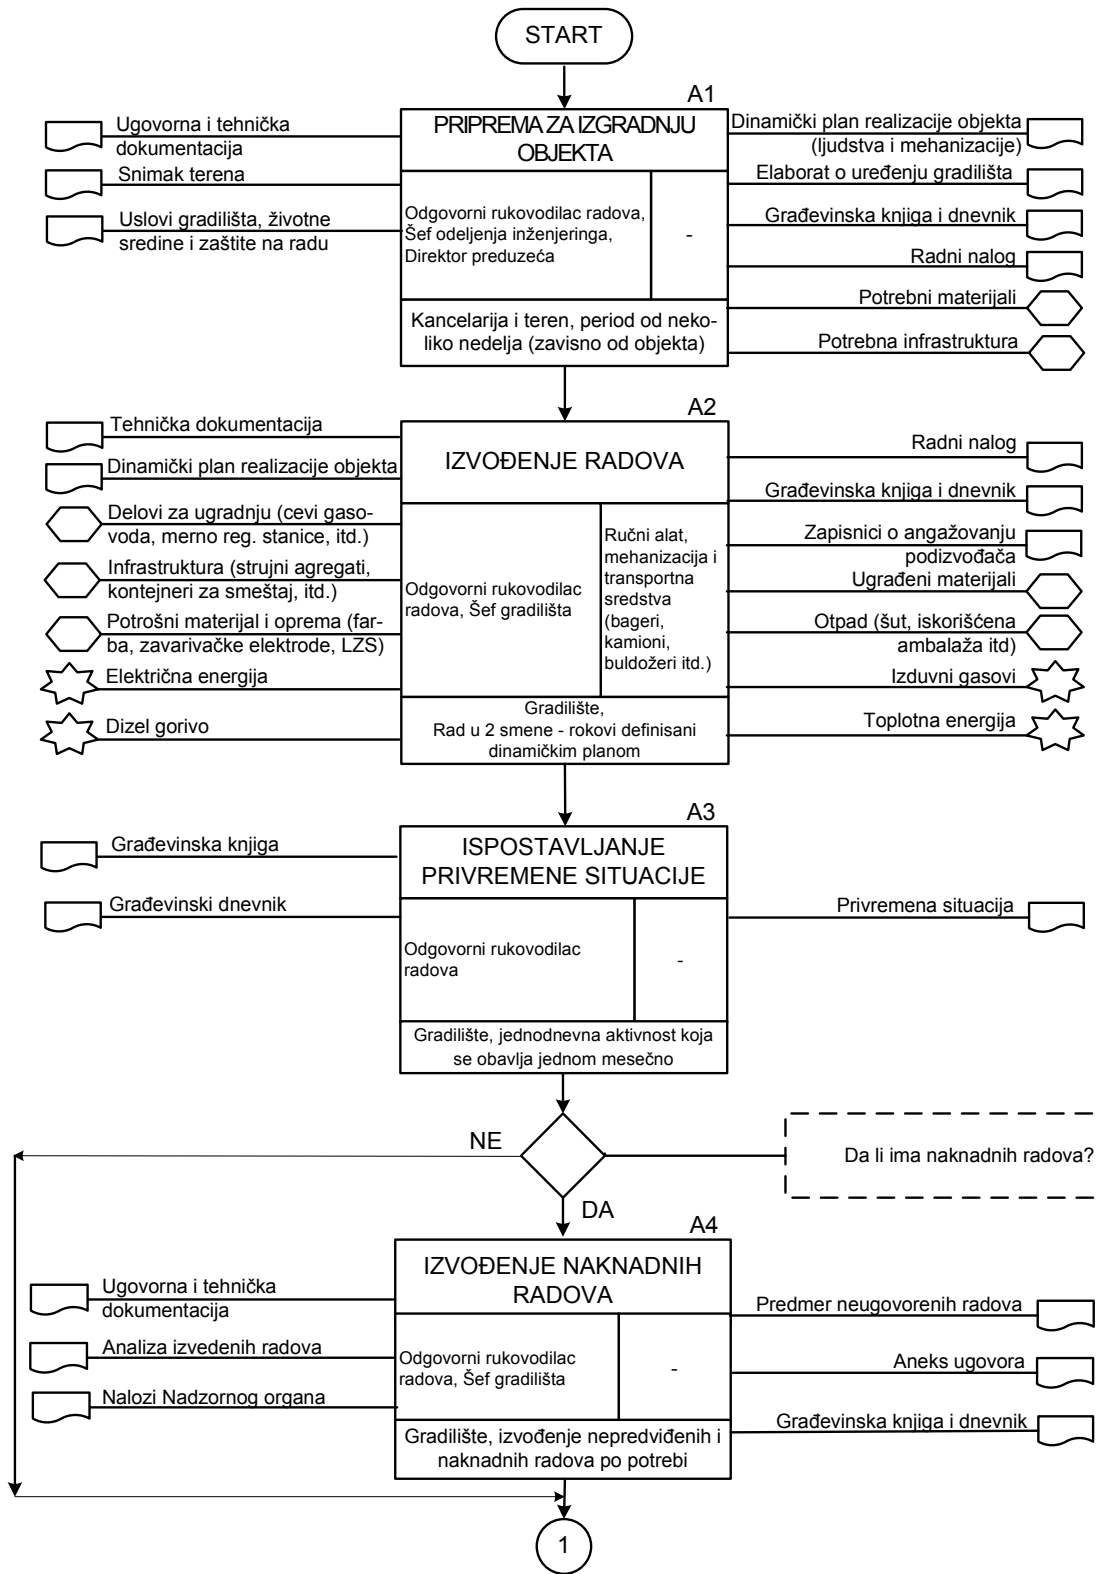 START
A1
PRIPREMA ZA IZGRADNJU
OBJEKTA
Ugovorna i tehnička
dokumentacija
Snimak terena
Uslovi gradilišta, životne
sredine i zaštite na radu
Odgovorni rukovodilac radova,
Šef odeljenja inženjeringa,
Direktor preduzeća
-
Kancelarija i teren, period od neko-
liko nedelja (zavisno od objekta)
Dinamički plan realizacije objekta
(ljudstva i mehanizacije)
Elaborat o uređenju gradilišta
Građevinska knjiga i dnevnik
Radni nalog
Potrebni materijali
Potrebna infrastruktura
A2
IZVOĐENJE RADOVA
Tehnička dokumentacija
Dinamički plan realizacije objekta
Delovi za ugradnju (cevi gaso-
voda, merno reg. stanice, itd.)
Infrastruktura (strujni agregati,
kontejneri za smeštaj, itd.)
Potrošni materijal i oprema (far-
ba, zavarivačke elektrode, LZS)
Električna energija
Dizel gorivo
Odgovorni rukovodilac
radova, Šef gradilišta
Ručni alat,
mehanizacija i
transportna
sredstva
(bageri,
kamioni,
buldožeri itd.)
Gradilište,
Rad u 2 smene - rokovi definisani
dinamičkim planom
Radni nalog
Građevinska knjiga i dnevnik
Zapisnici o angažovanju
podizvođača
Ugrađeni materijali
Otpad (šut, iskorišćena
ambalaža itd)
Izduvni gasovi
Toplotna energija
A3
ISPOSTAVLJANJE
PRIVREMENE SITUACIJE
Građevinska knjiga
Građevinski dnevnik
Odgovorni rukovodilac
radova
-
Gradilište, jednodnevna aktivnost koja
se obavlja jednom mesečno
Privremena situacija
NE
Da li ima naknadnih radova?
DA
A4
IZVOĐENJE NAKNADNIH
RADOVA
Ugovorna i tehnička
dokumentacija
Analiza izvedenih radova
Nalozi Nadzornog organa
Odgovorni rukovodilac
radova, Šef gradilišta
-
Gradilište, izvođenje nepredviđenih i
naknadnih radova po potrebi
Predmer neugovorenih radova
Aneks ugovora
Građevinska knjiga i dnevnik
1